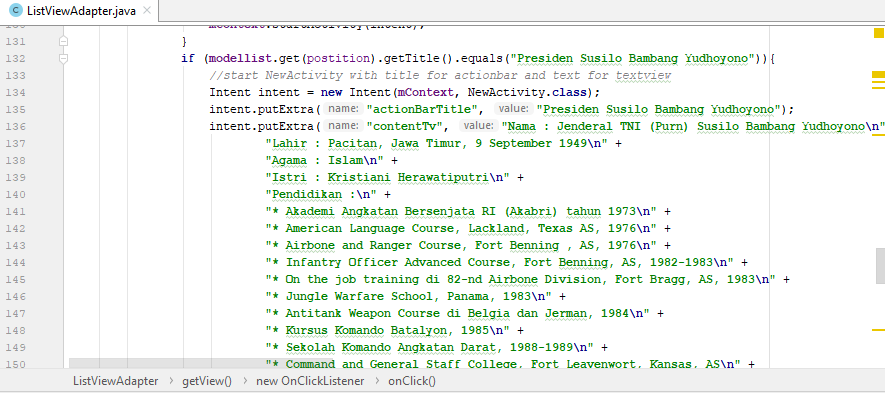 ListViewAdapter.java
130 mContext.startActivity(intent);
131 }
132 if (modellist.get(postition).getTitle().equals("Presiden Susilo Bambang Yudhoyono")){
133 //start NewActivity with title for actionbar and text for textview
134 Intent intent = new Intent(mContext, NewActivity.class);
135 intent.putExtra( name: "actionBarTitle", value: "Presiden Susilo Bambang Yudhoyono");
136 intent.putExtra( name: "contentTv", value: "Nama : Jenderal TNI (Purn) Susilo Bambang Yudhoyono\n"
137 "Lahir : Pacitan, Jawa Timur, 9 September 1949\n" +
138 "Agama : Islam\n" +
139 "Istri : Kristiani Herawatiputri\n" +
140 "Pendidikan :\n" +
141 "* Akademi Angkatan Bersenjata RI (Akabri) tahun 1973\n" +
142 "* American Language Course, Lackland, Texas AS, 1976\n" +
143 "* Airbone and Ranger Course, Fort Benning , AS, 1976\n" +
144 "* Infantry Officer Advanced Course, Fort Benning, AS, 1982-1983\n" +
145 "* On the job training di 82-nd Airbone Division, Fort Bragg, AS, 1983\n" +
146 "* Jungle Warfare School, Panama, 1983\n" +
147 "* Antitank Weapon Course di Belgia dan Jerman, 1984\n" +
148 "* Kursus Komando Batalyon, 1985\n" +
149 "* Sekolah Komando Angkatan Darat, 1988-1989\n" +
150 "* Command and General Staff College, Fort Leavenwort, Kansas, AS\n" +
ListViewAdapter › getView() › new OnClickListener › onClick()